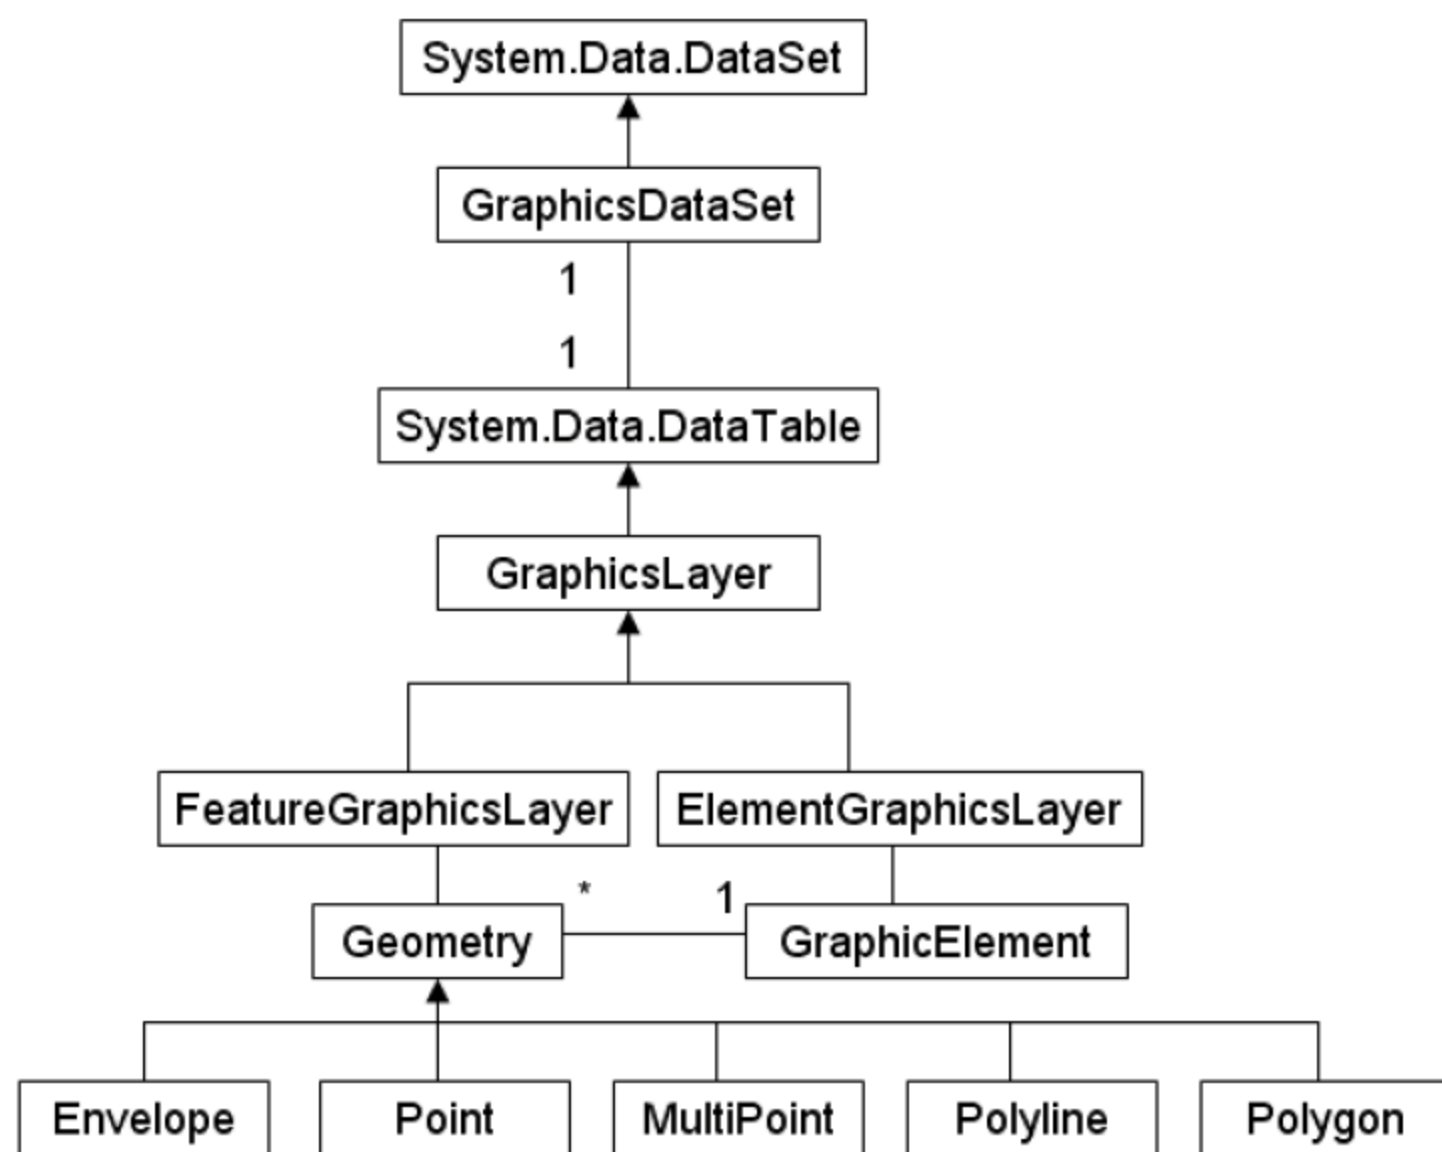 System.Data.DataSet
GraphicsDataSet
1
1
System.Data.DataTable
GraphicsLayer
FeatureGraphicsLayer
ElementGraphicsLayer
* 1
Geometry
GraphicElement
Envelope
Point
MultiPoint
Polyline
Polygon